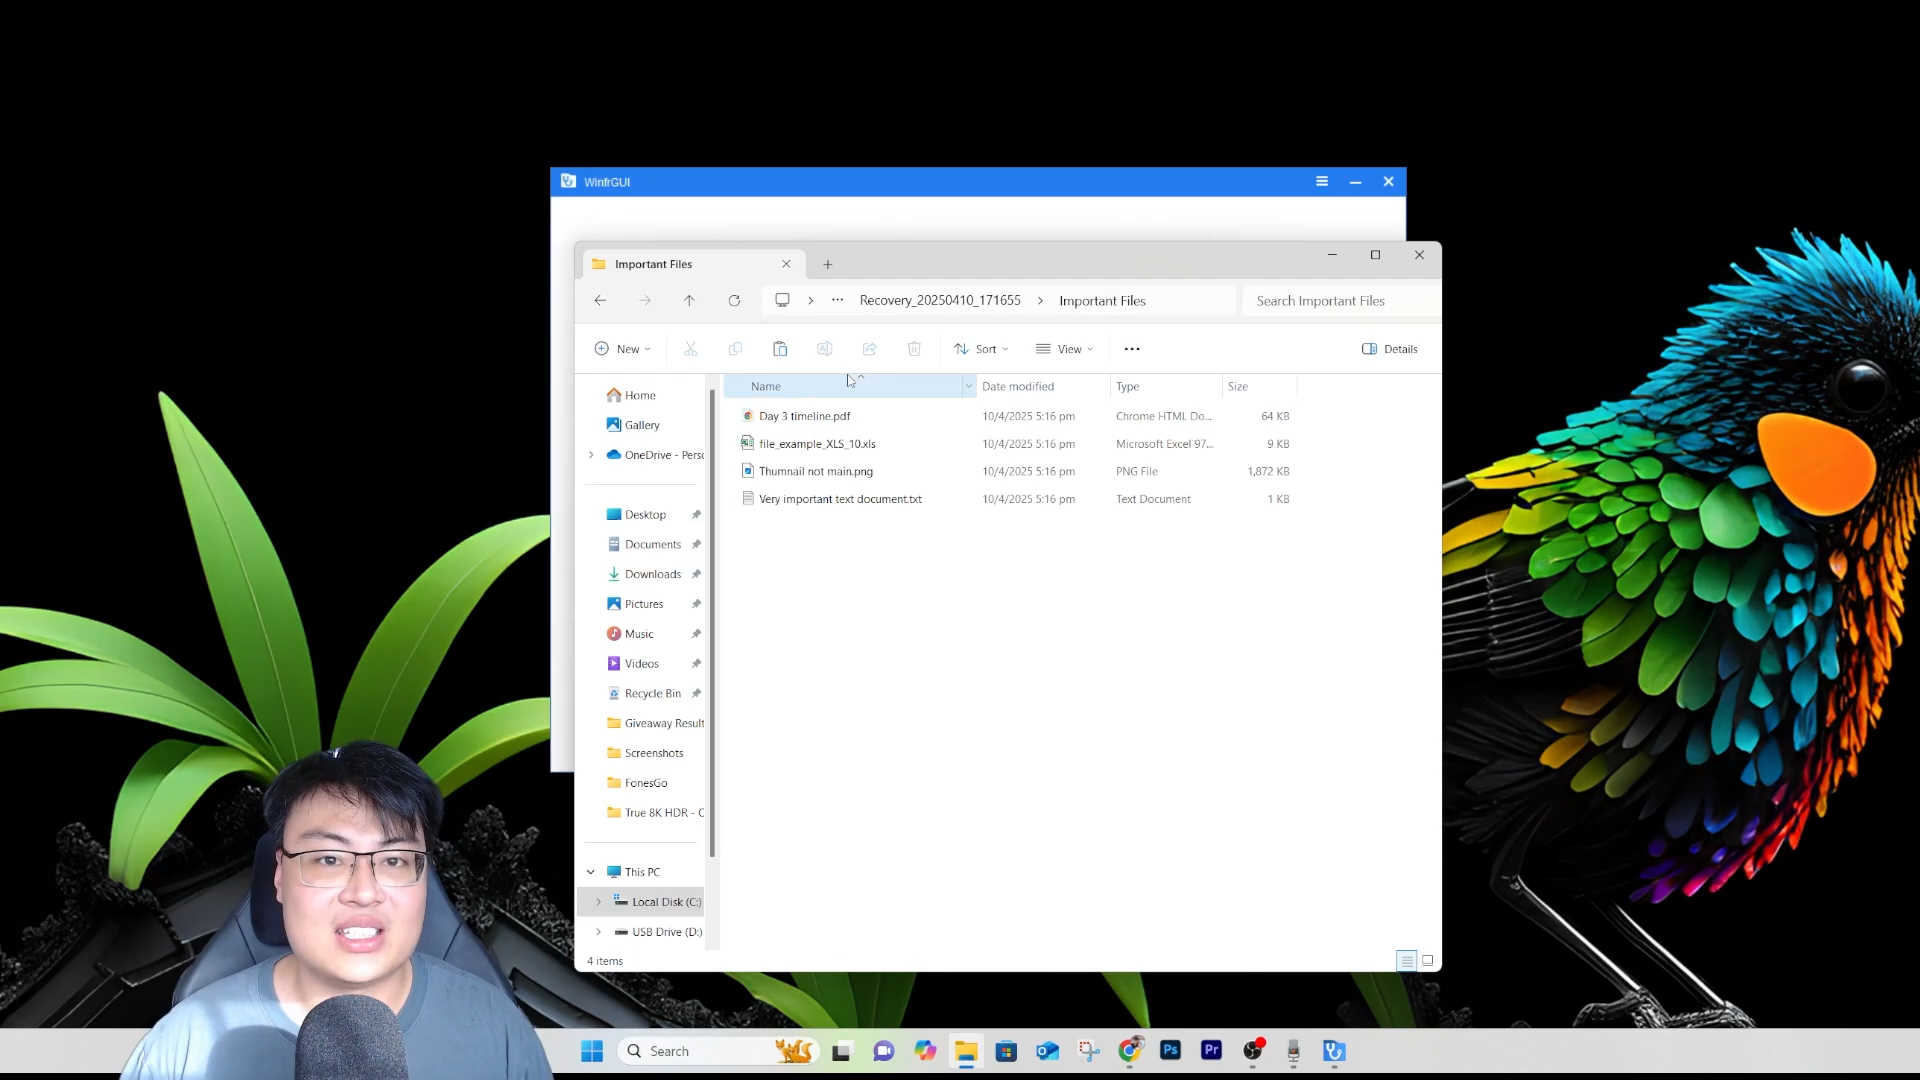 WinfrGUI
Important Files
Recovery_20250410_171655
Important Files
Search Important Files
New
Sort
View
Details
Name
Date modified
Type
Size
Day 3 timeline.pdf
10/4/2025 5:16 pm
Chrome HTML Do...
64 KB
file_example_XLS_10.xls
10/4/2025 5:16 pm
Microsoft Excel 97...
9 KB
Thumnail not main.png
10/4/2025 5:16 pm
PNG File
1,872 KB
Very important text document.txt
10/4/2025 5:16 pm
Text Document
1 KB
Home
Gallery
OneDrive - Perso
Desktop
Documents
Downloads
Pictures
Music
Videos
Recycle Bin
Giveaway Result
Screenshots
FonesGo
True 8K HDR - C
This PC
Local Disk (C:)
USB Drive (D:)
4 items
Search
Ps
Pr